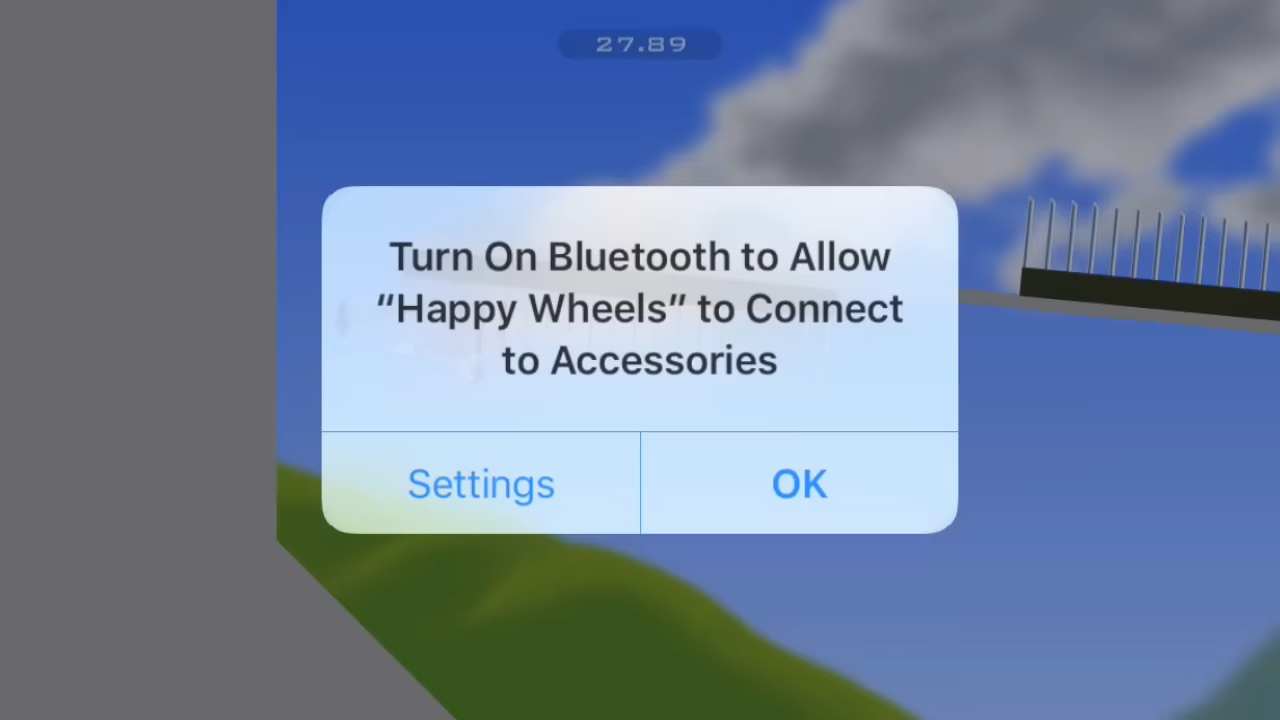 27.89
Turn On Bluetooth to Allow
“Happy Wheels” to Connect
to Accessories
Settings
OK